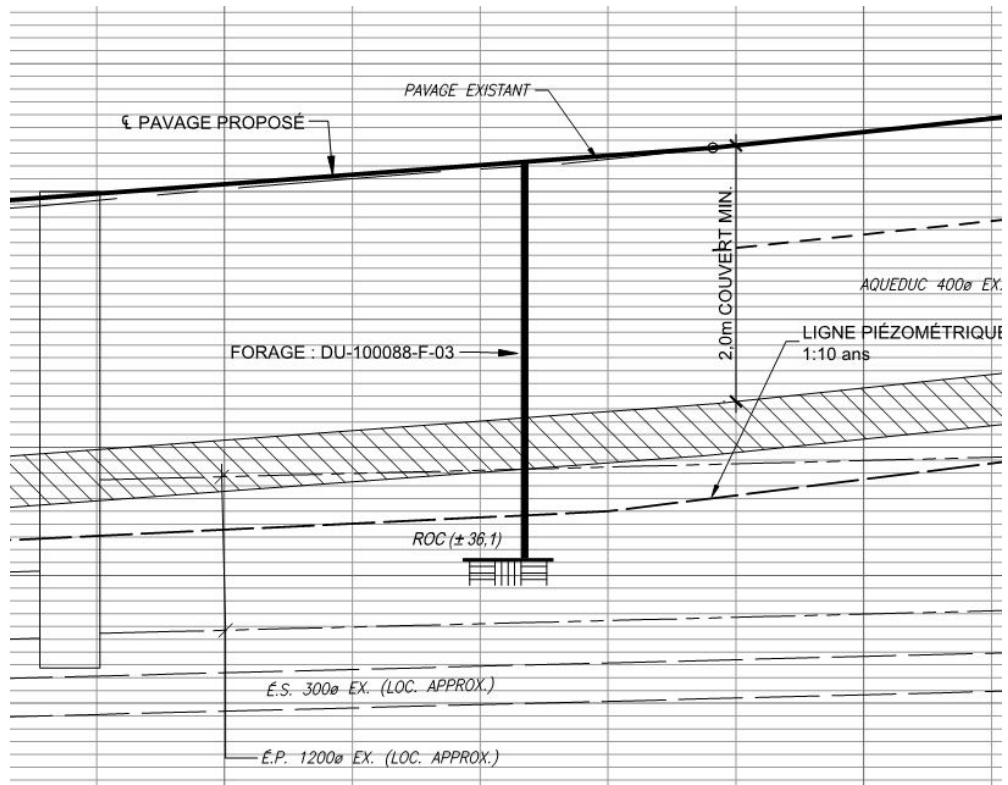 PAVAGE EXISTANT
℄ PAVAGE PROPOSÉ
2,0m COUVERT MIN.
AQUEDUC 400ø EX.
FORAGE : DU-100088-F-03
LIGNE PIÉZOMÉTRIQUE
1:10 ans
ROC (± 36,1)
É.S. 300ø EX. (LOC. APPROX.)
É.P. 1200ø EX. (LOC. APPROX.)